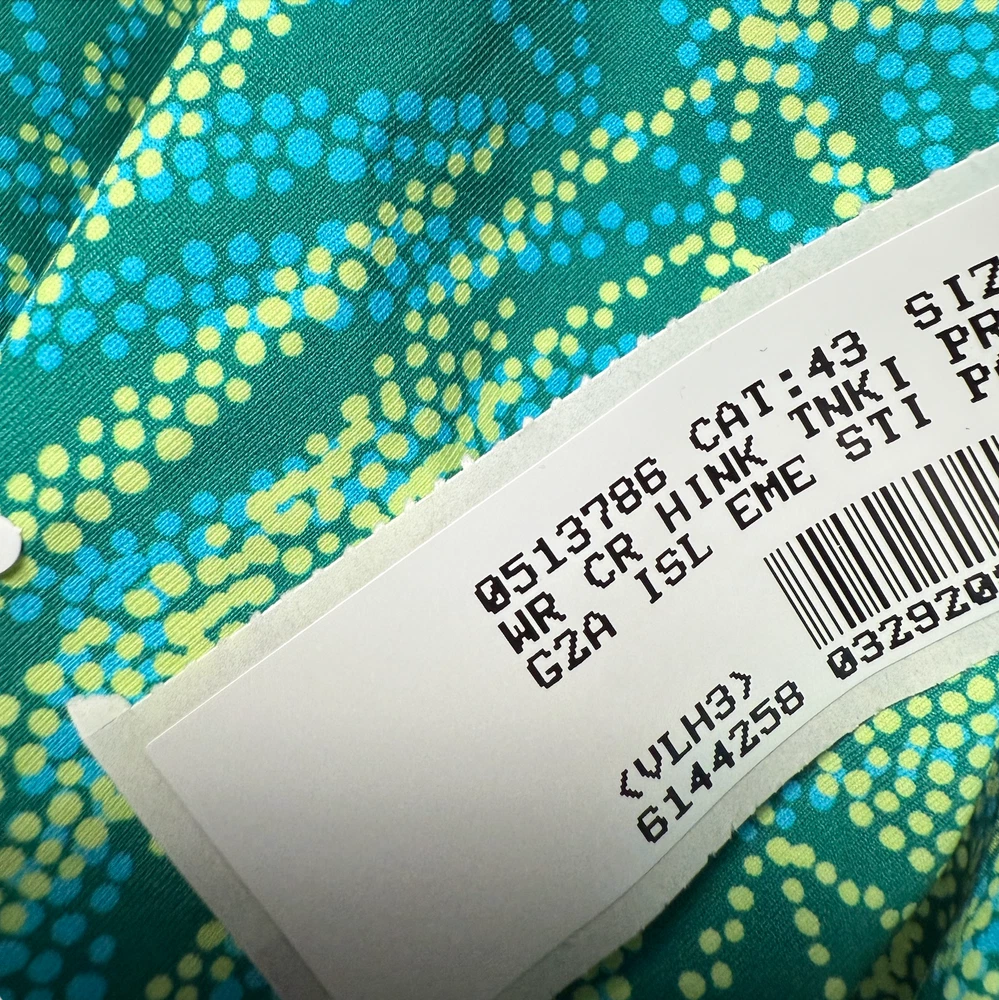 0513786 CAT:43 SIZ
WR CR HINK TNKI PR
GZA ISL EME STI
032920
<VLH3>
6144258